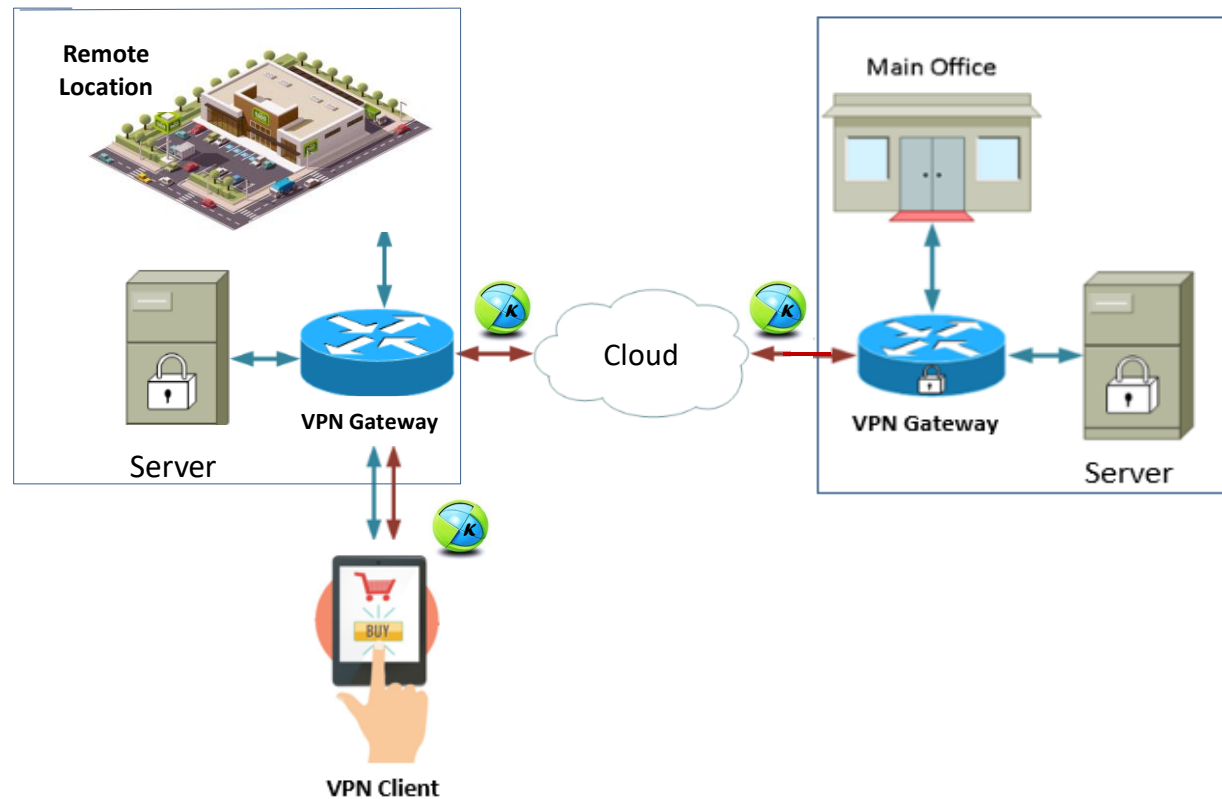 Remote
Location
Main Office
K
K
Cloud
VPN Gateway
VPN Gateway
Server
Server
K
BUY
VPN Client